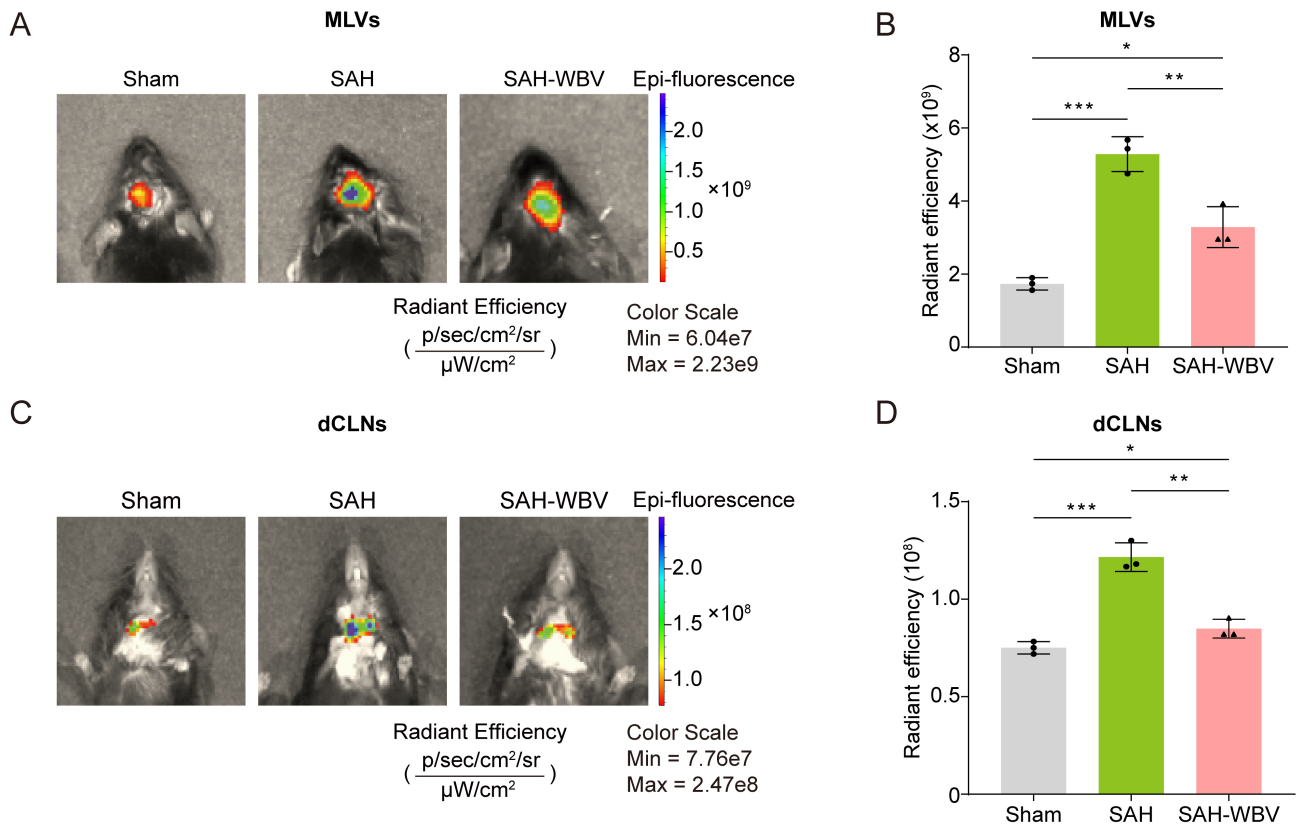 A
MLVs
Sham
SAH
SAH-WBV
Epi-fluorescence
2.0
1.5
×10⁹
1.0
0.5
Radiant Efficiency
( p/sec/cm²/sr )
µW/cm²
Color Scale
Min = 6.04e7
Max = 2.23e9
B
MLVs
*
**
***
Radiant efficiency (x10⁹)
8
6
4
2
0
Sham
SAH
SAH-WBV
C
dCLNs
Sham
SAH
SAH-WBV
Epi-fluorescence
2.0
×10⁸
1.5
1.0
Radiant Efficiency
( p/sec/cm²/sr )
µW/cm²
Color Scale
Min = 7.76e7
Max = 2.47e8
D
dCLNs
*
**
***
Radiant efficiency (10⁸)
1.5
1.0
0.5
0
Sham
SAH
SAH-WBV